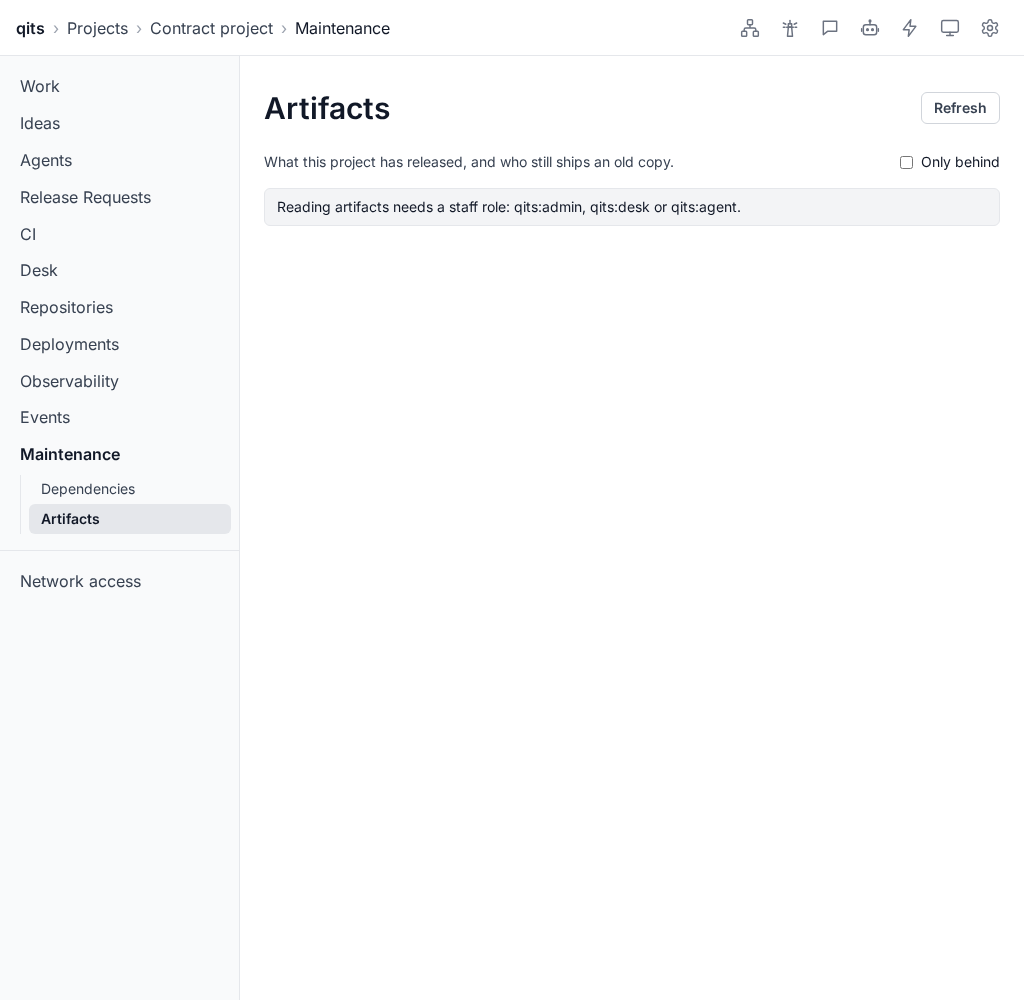 qits › Projects › Contract project › Maintenance
Work
Ideas
Agents
Release Requests
CI
Desk
Repositories
Deployments
Observability
Events
Maintenance
Dependencies
Artifacts
Network access
Artifacts
Refresh
What this project has released, and who still ships an old copy.
Only behind
Reading artifacts needs a staff role: qits:admin, qits:desk or qits:agent.